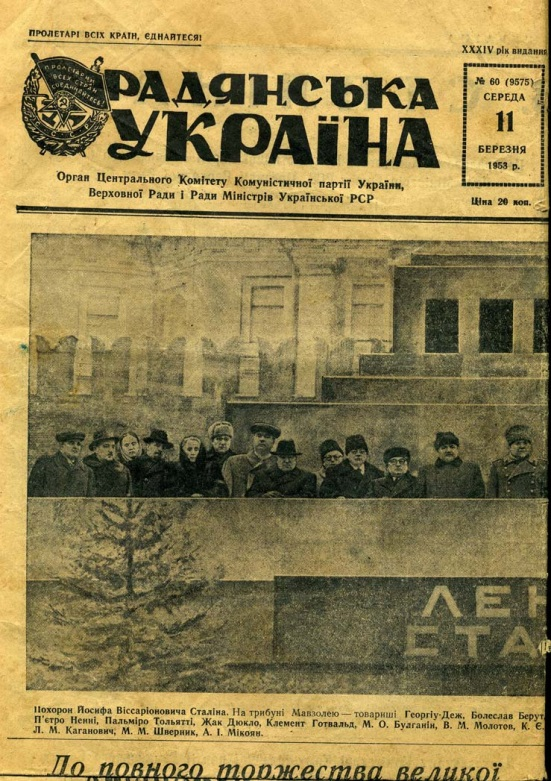 ПРОЛЕТАРІ ВСІХ КРАЇН, ЄДНАЙТЕСЯ!
XXXIV рік видання
РАДЯНСЬКА
УКРАЇНА
№ 60 (9575)
СЕРЕДА
11
БЕРЕЗНЯ
1953 р.
Орган Центрального Комітету Комуністичної партії України,
Верховної Ради і Ради Міністрів Української РСР
Ціна 20 коп.
ЛЕН
СТА
Похорон Йосифа Віссаріоновича Сталіна. На трибуні Мавзолею — товариші Георгіу-Деж, Болеслав Берут,
П'єтро Ненні, Пальміро Тольятті, Жак Дюкло, Клемент Готвальд, М. О. Булганін, В. М. Молотов, К. Є.
Л. М. Каганович, М. М. Шверник, А. І. Мікоян.
До повного торжества великої